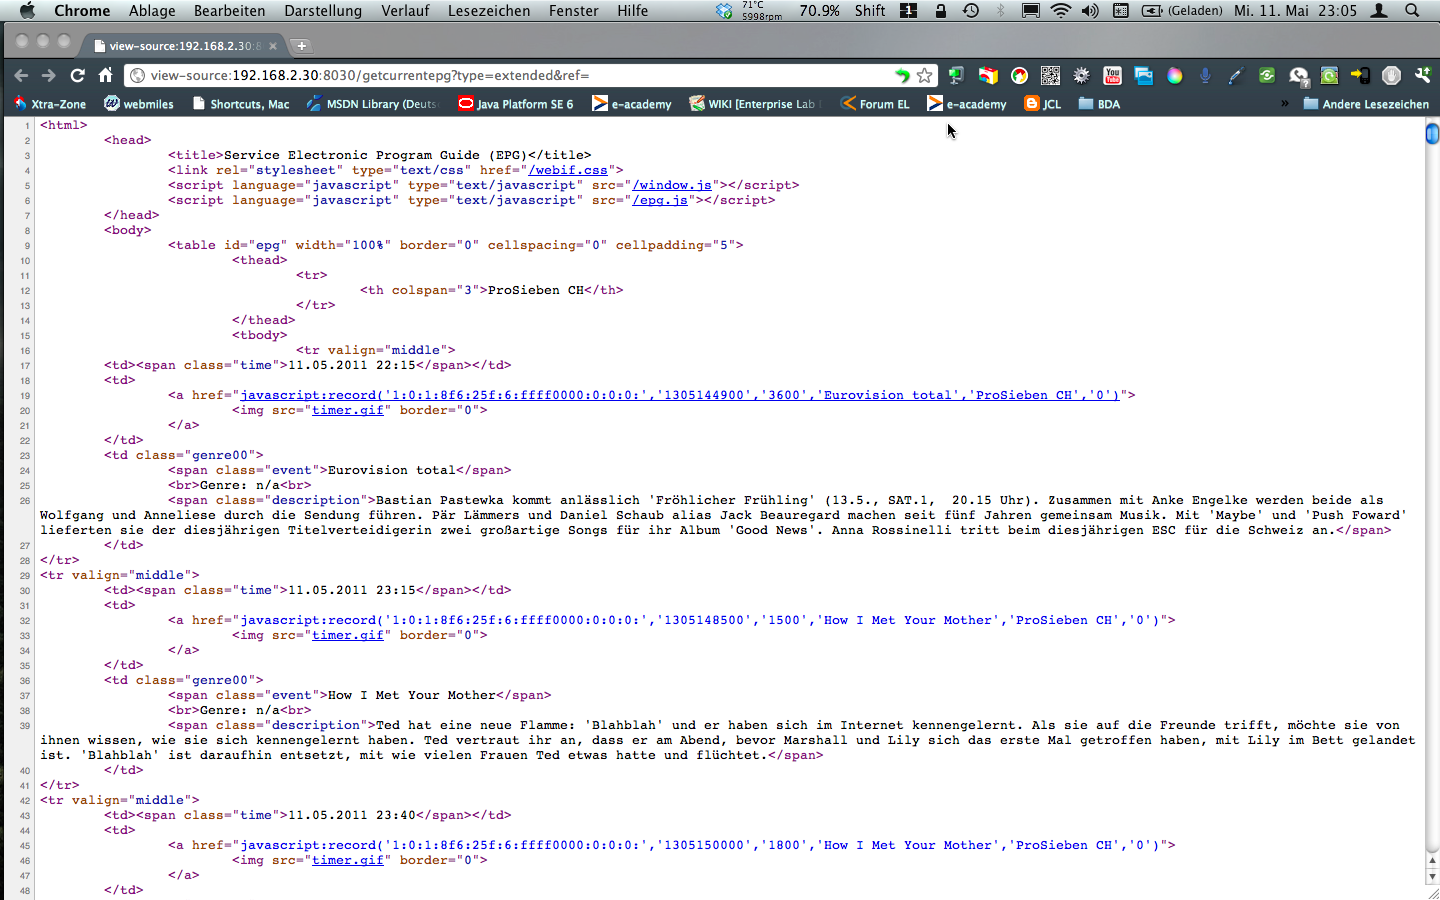 Chrome Ablage Bearbeiten Darstellung Verlauf Lesezeichen Fenster Hilfe 71°C 5998rpm 70.9% Shift (Geladen) Mi. 11. Mai 23:05
view-source:192.168.2.30:8
view-source:192.168.2.30:8030/getcurrentepg?type=extended&ref=
Xtra-Zone webmiles Shortcuts, Mac MSDN Library (Deuts Java Platform SE 6 e-academy WIKI [Enterprise Lab Forum EL e-academy JCL BDA » Andere Lesezeichen
1 <html>
2 <head>
3 <title>Service Electronic Program Guide (EPG)</title>
4 <link rel="stylesheet" type="text/css" href="/webif.css">
5 <script language="javascript" type="text/javascript" src="/window.js"></script>
6 <script language="javascript" type="text/javascript" src="/epg.js"></script>
7 </head>
8 <body>
9 <table id="epg" width="100%" border="0" cellspacing="0" cellpadding="5">
10 <thead>
11 <tr>
12 <th colspan="3">ProSieben CH</th>
13 </tr>
14 </thead>
15 <tbody>
16 <tr valign="middle">
17 <td><span class="time">11.05.2011 22:15</span></td>
18 <td>
19 <a href="javascript:record('1:0:1:8f6:25f:6:ffff0000:0:0:0:','1305144900','3600','Eurovision total','ProSieben CH','0')">
20 <img src="timer.gif" border="0">
21 </a>
22 </td>
23 <td class="genre00">
24 <span class="event">Eurovision total</span>
25 <br>Genre: n/a<br>
26 <span class="description">Bastian Pastewka kommt anlässlich 'Fröhlicher Frühling' (13.5., SAT.1,  20.15 Uhr). Zusammen mit Anke Engelke werden beide als
Wolfgang und Anneliese durch die Sendung führen. Pär Lämmers und Daniel Schaub alias Jack Beauregard machen seit fünf Jahren gemeinsam Musik. Mit 'Maybe' und 'Push Foward'
lieferten sie der diesjährigen Titelverteidigerin zwei großartige Songs für ihr Album 'Good News'. Anna Rossinelli tritt beim diesjährigen ESC für die Schweiz an.</span>
27 </td>
28 </tr>
29 <tr valign="middle">
30 <td><span class="time">11.05.2011 23:15</span></td>
31 <td>
32 <a href="javascript:record('1:0:1:8f6:25f:6:ffff0000:0:0:0:','1305148500','1500','How I Met Your Mother','ProSieben CH','0')">
33 <img src="timer.gif" border="0">
34 </a>
35 </td>
36 <td class="genre00">
37 <span class="event">How I Met Your Mother</span>
38 <br>Genre: n/a<br>
39 <span class="description">Ted hat eine neue Flamme: 'Blahblah' und er haben sich im Internet kennengelernt. Als sie auf die Freunde trifft, möchte sie von
ihnen wissen, wie sie sich kennengelernt haben. Ted vertraut ihr an, dass er am Abend, bevor Marshall und Lily sich das erste Mal getroffen haben, mit Lily im Bett gelandet
ist. 'Blahblah' ist daraufhin entsetzt, mit wie vielen Frauen Ted etwas hatte und flüchtet.</span>
40 </td>
41 </tr>
42 <tr valign="middle">
43 <td><span class="time">11.05.2011 23:40</span></td>
44 <td>
45 <a href="javascript:record('1:0:1:8f6:25f:6:ffff0000:0:0:0:','1305150000','1800','How I Met Your Mother','ProSieben CH','0')">
46 <img src="timer.gif" border="0">
47 </a>
48 </td>